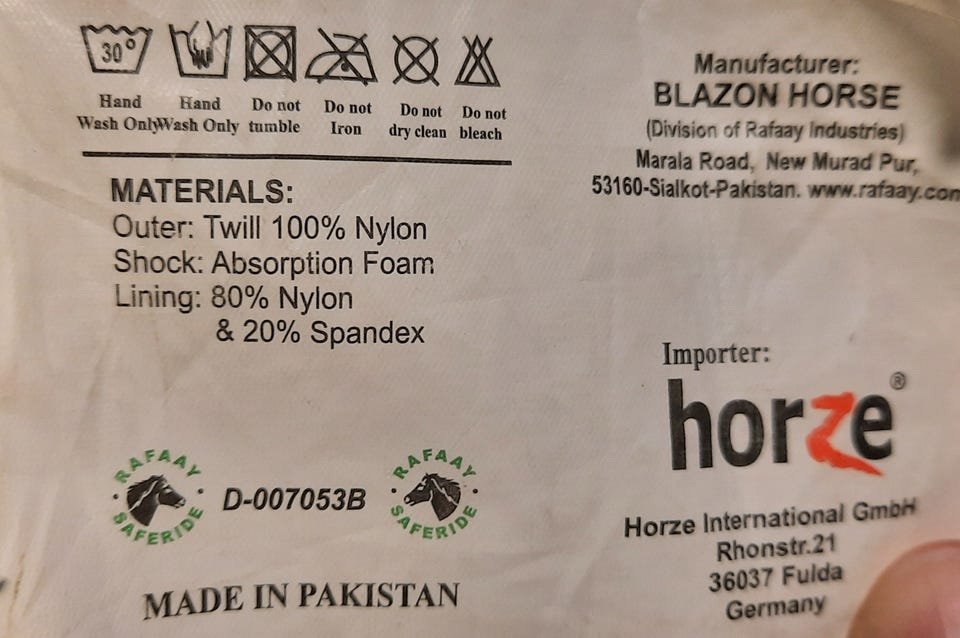 30°
Hand Wash Only
Hand Wash Only
Do not tumble
Do not Iron
Do not dry clean
Do not bleach
MATERIALS:
Outer: Twill 100% Nylon
Shock: Absorption Foam
Lining: 80% Nylon
& 20% Spandex
RAFAAY SAFERIDE
D-007053B
RAFAAY SAFERIDE
MADE IN PAKISTAN
Manufacturer:
BLAZON HORSE
(Division of Rafaay Industries)
Marala Road, New Murad Pur,
53160-Sialkot-Pakistan. www.rafaay.com
Importer:
horze®
Horze International GmbH
Rhonstr.21
36037 Fulda
Germany